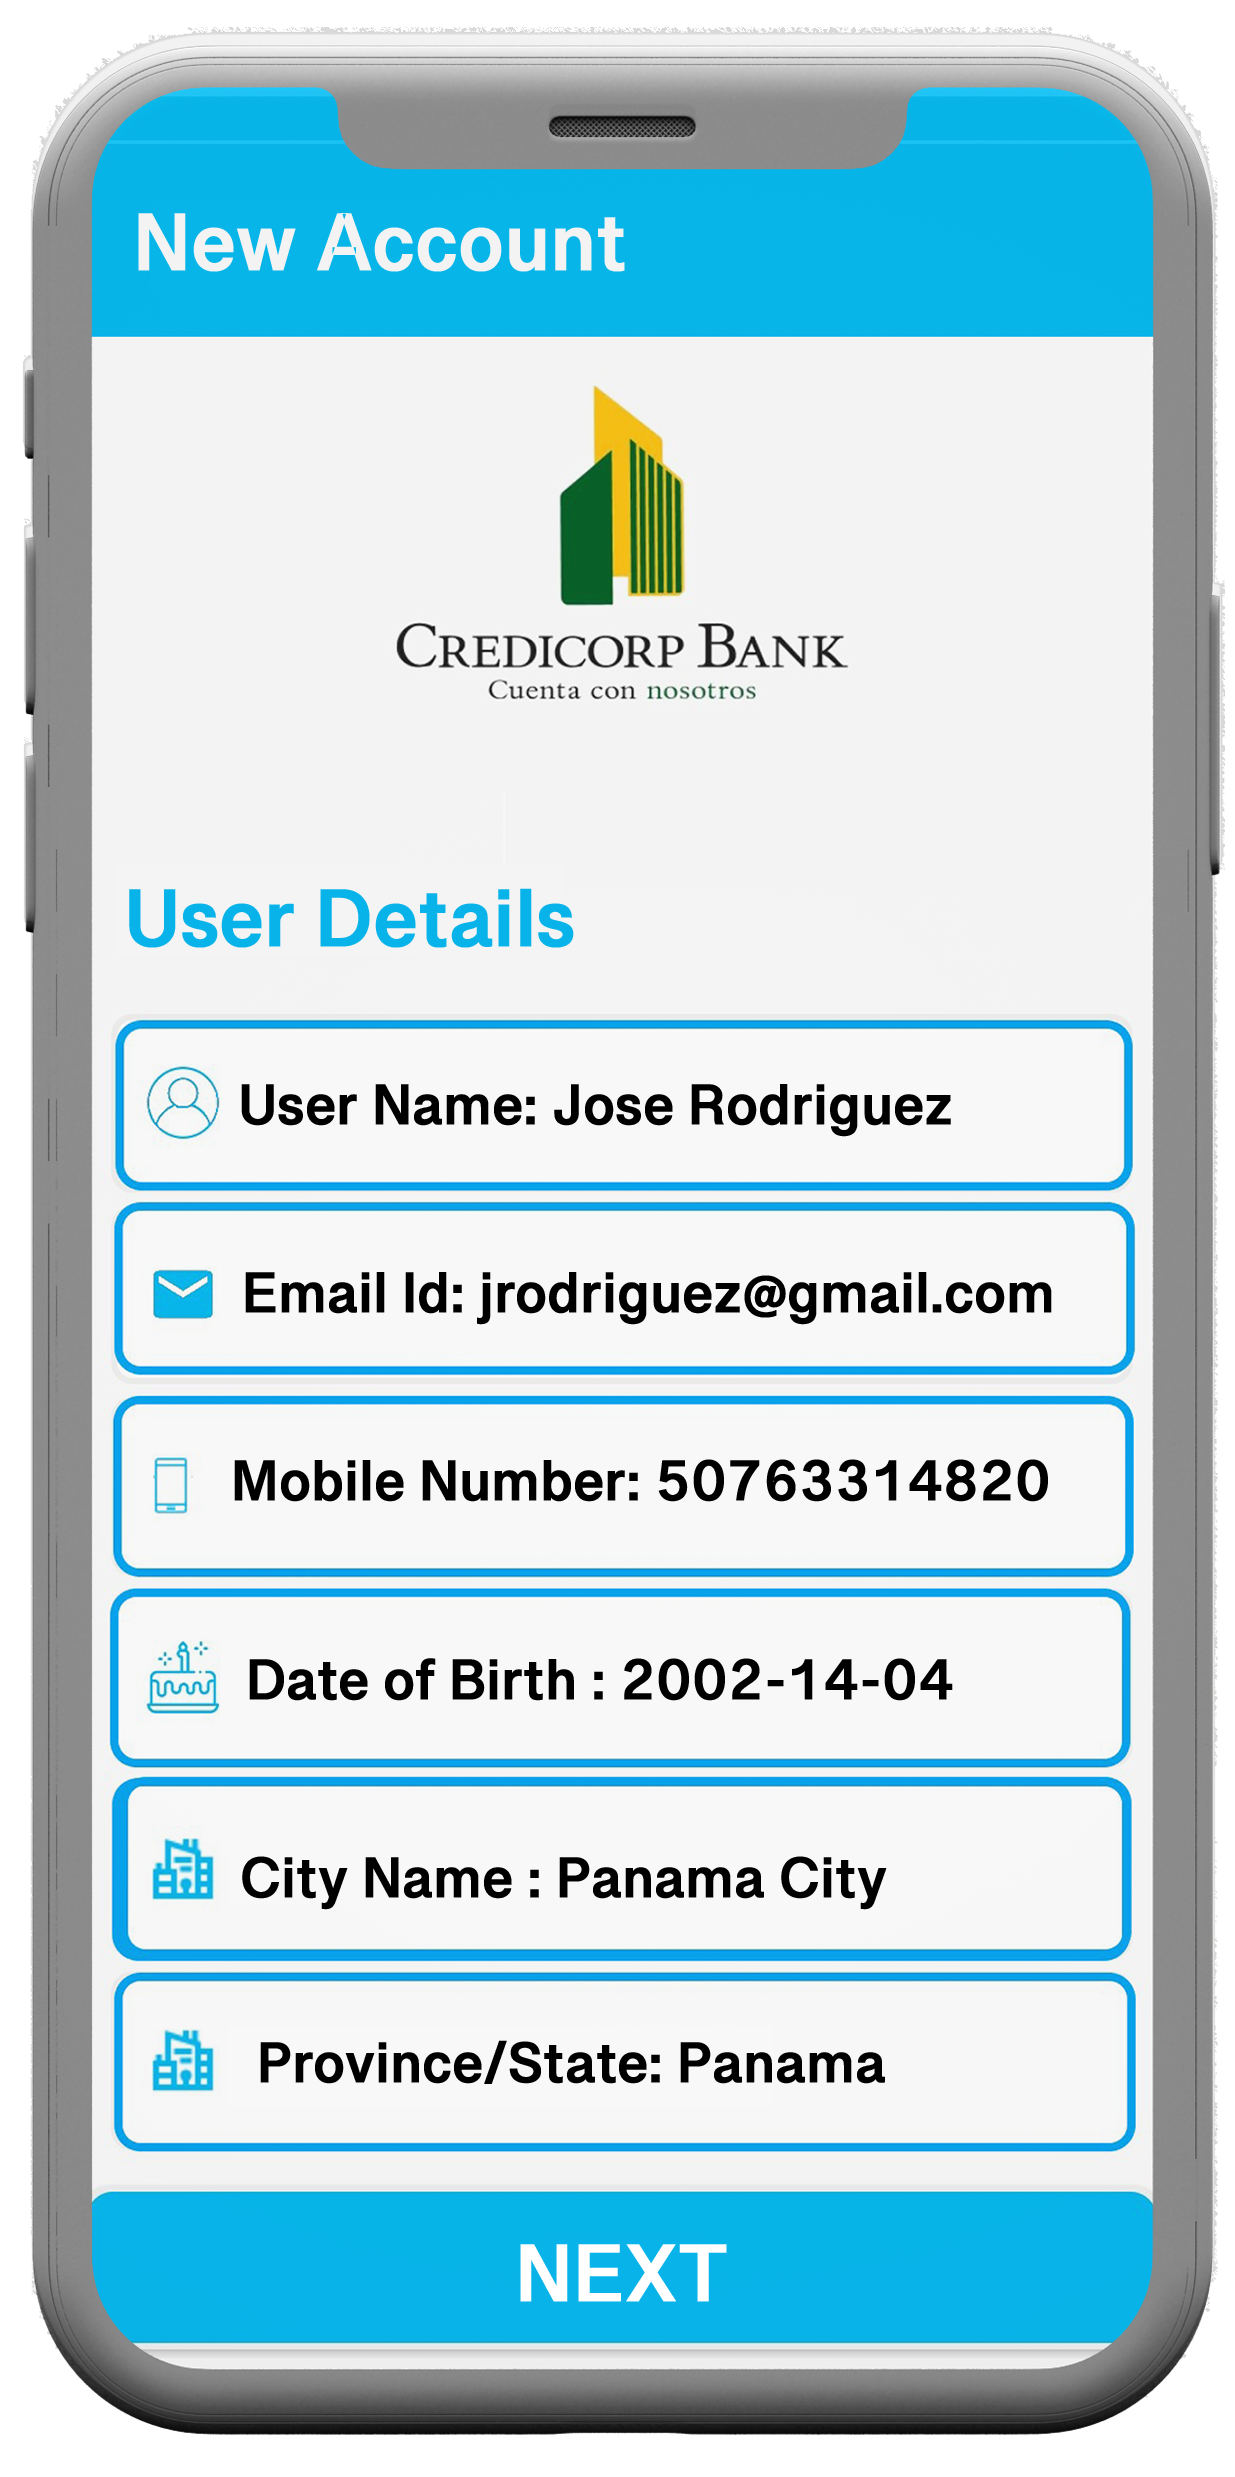 New Account
CREDICORP BANK
Cuenta con nosotros
User Details
User Name: Jose Rodriguez
Email Id: jrodriguez@gmail.com
Mobile Number: 50763314820
Date of Birth : 2002-14-04
City Name : Panama City
Province/State: Panama
NEXT